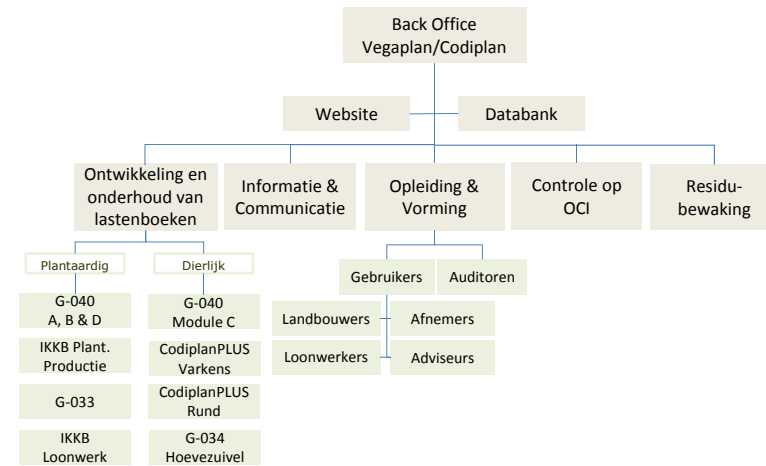 Back Office
Vegaplan/Codiplan
Website
Databank
Ontwikkeling en
onderhoud van
lastenboeken
Informatie &
Communicatie
Opleiding &
Vorming
Controle op
OCI
Residu-
bewaking
Plantaardig
Dierlijk
G-040
A, B & D
IKKB Plant.
Productie
G-033
IKKB
Loonwerk
G-040
Module C
CodiplanPLUS
Varkens
CodiplanPLUS
Rund
G-034
Hoevezuivel
Gebruikers
Auditoren
Landbouwers
Afnemers
Loonwerkers
Adviseurs